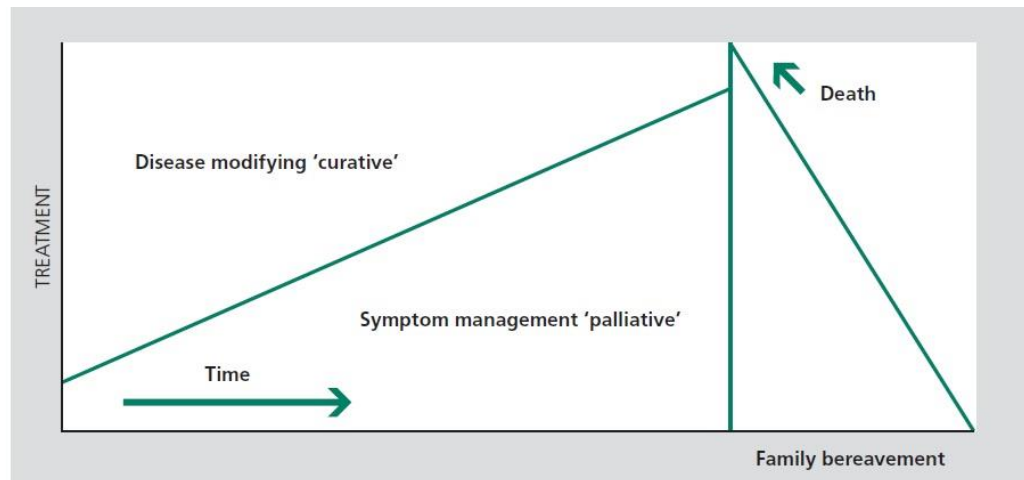 Death
Disease modifying ‘curative’
TREATMENT
Symptom management ‘palliative’
Time
Family bereavement